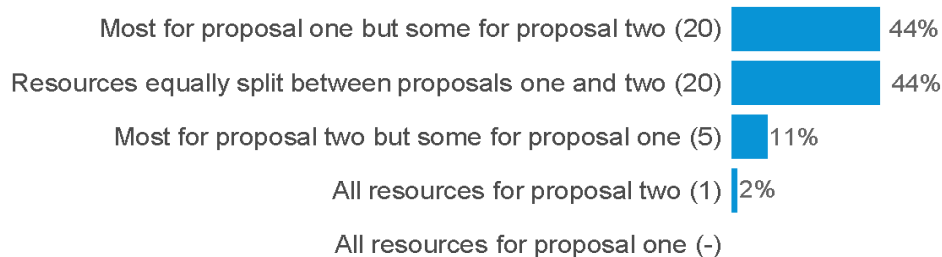 Most for proposal one but some for proposal two (20) 44%
Resources equally split between proposals one and two (20) 44%
Most for proposal two but some for proposal one (5) 11%
All resources for proposal two (1) 2%
All resources for proposal one (-)